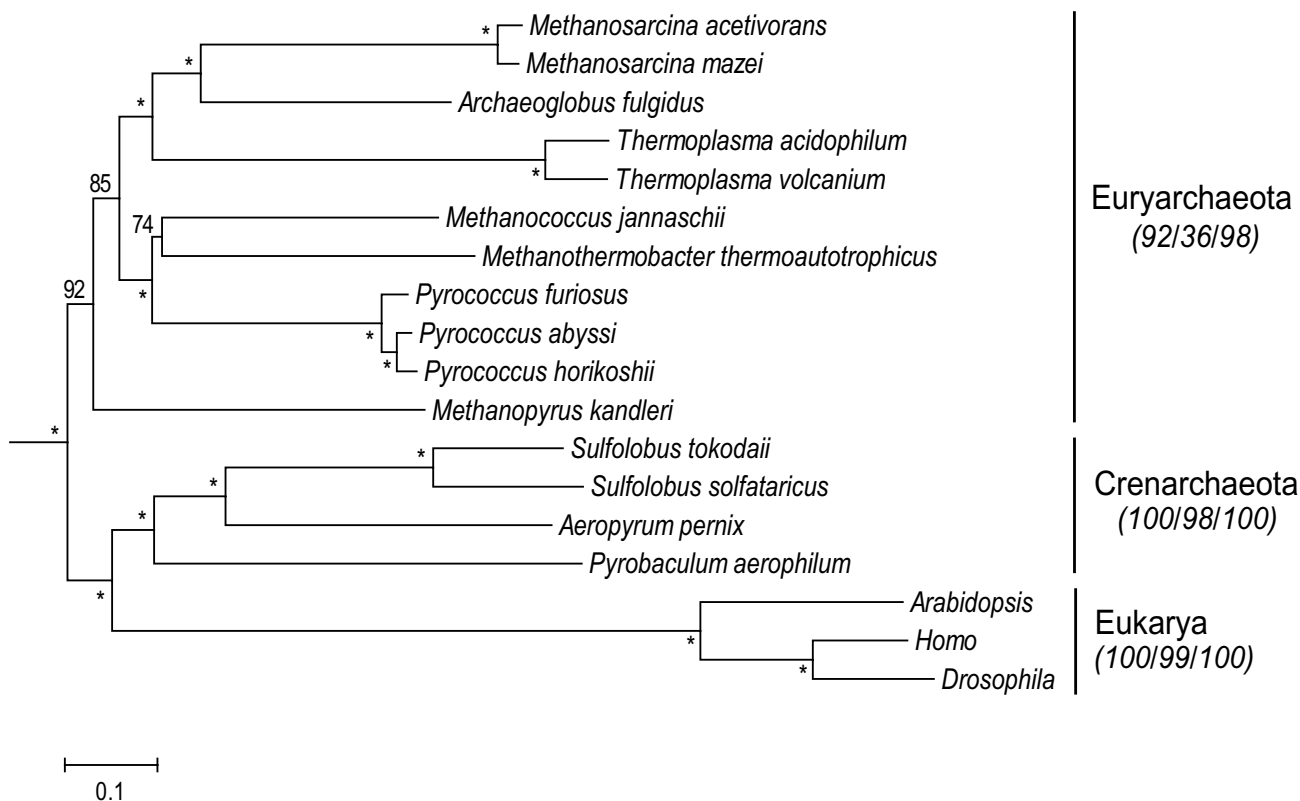 * Methanosarcina acetivorans
* Methanosarcina mazei
* Archaeoglobus fulgidus
Thermoplasma acidophilum
* Thermoplasma volcanium
85
Euryarchaeota
(92/36/98)
74 Methanococcus jannaschii
Methanothermobacter thermoautotrophicus
92 * Pyrococcus furiosus
* Pyrococcus abyssi
* Pyrococcus horikoshii
Methanopyrus kandleri
*
* Sulfolobus tokodaii
* Sulfolobus solfataricus
* Aeropyrum pernix
Pyrobaculum aerophilum
Crenarchaeota
(100/98/100)
* Arabidopsis
* Homo
* Drosophila
Eukarya
(100/99/100)
0.1